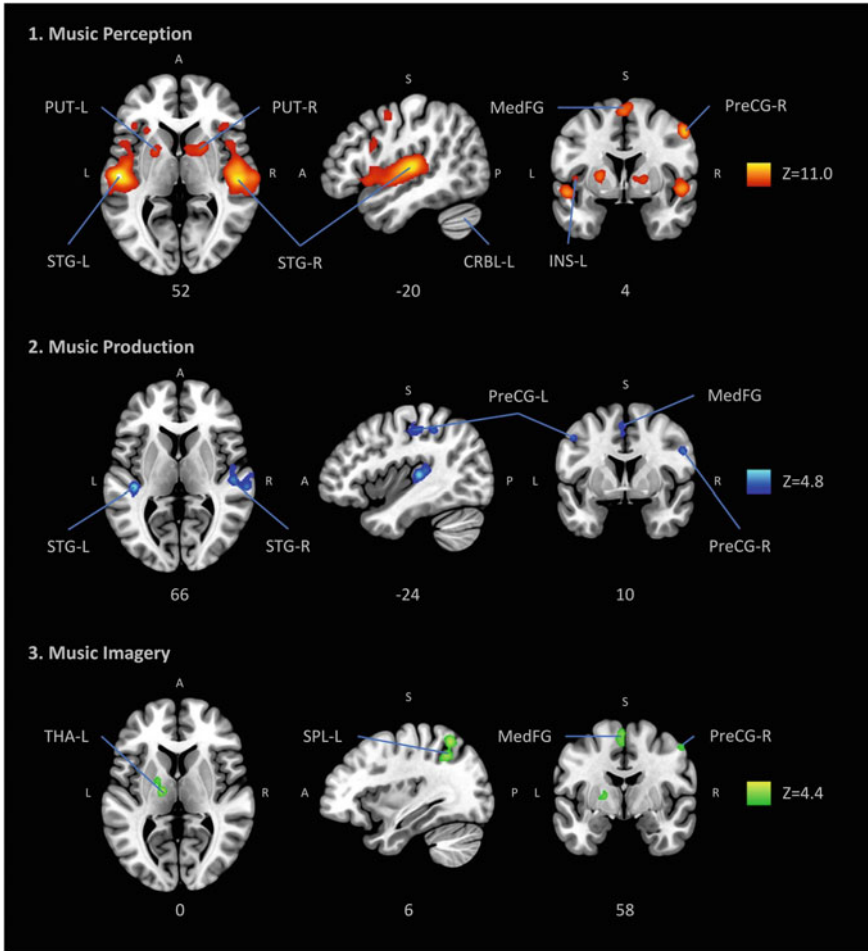 1. Music Perception
A
S
S
PUT-L
PUT-R
MedFG
PreCG-R
L
R
A
P
L
R
Z=11.0
STG-L
STG-R
CRBL-L
INS-L
52
-20
4
2. Music Production
A
S
S
PreCG-L
MedFG
L
R
A
P
L
R
Z=4.8
STG-L
STG-R
PreCG-R
66
-24
10
3. Music Imagery
A
S
S
THA-L
SPL-L
MedFG
PreCG-R
L
R
A
P
L
R
Z=4.4
0
6
58